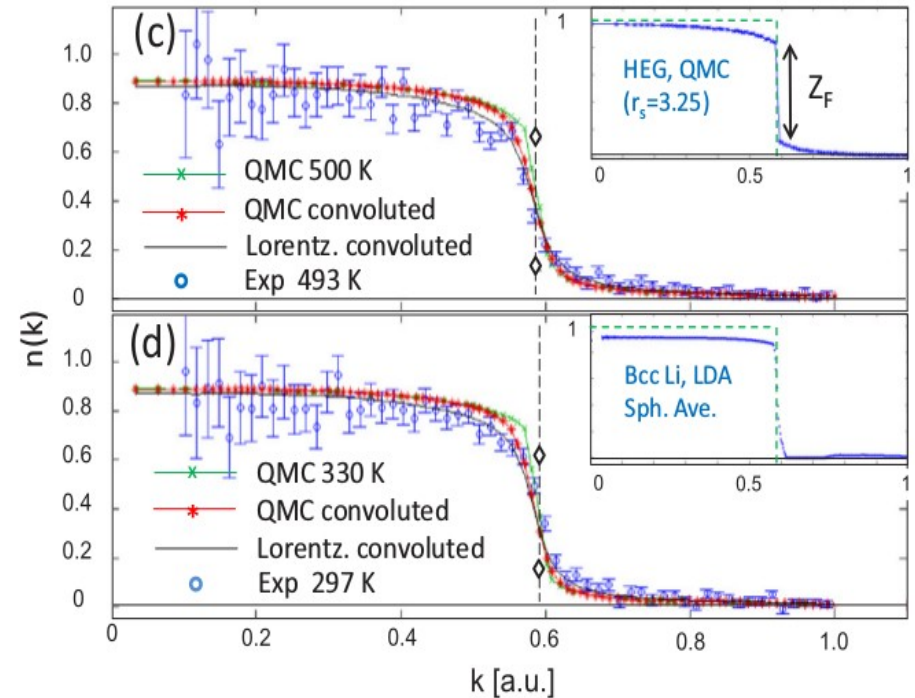 (c)
1.0
0.8
0.6
0.4
0.2
0
QMC 500 K
QMC convoluted
Lorentz. convoluted
Exp 493 K
1
HEG, QMC
(rₛ=3.25)
Z_F
0 0.5 1
n(k)
(d)
1.0
0.8
0.6
0.4
0.2
0
QMC 330 K
QMC convoluted
Lorentz. convoluted
Exp 297 K
1
Bcc Li, LDA
Sph. Ave.
0 0.5 1
0 0.2 0.4 0.6 0.8 1.0
k [a.u.]